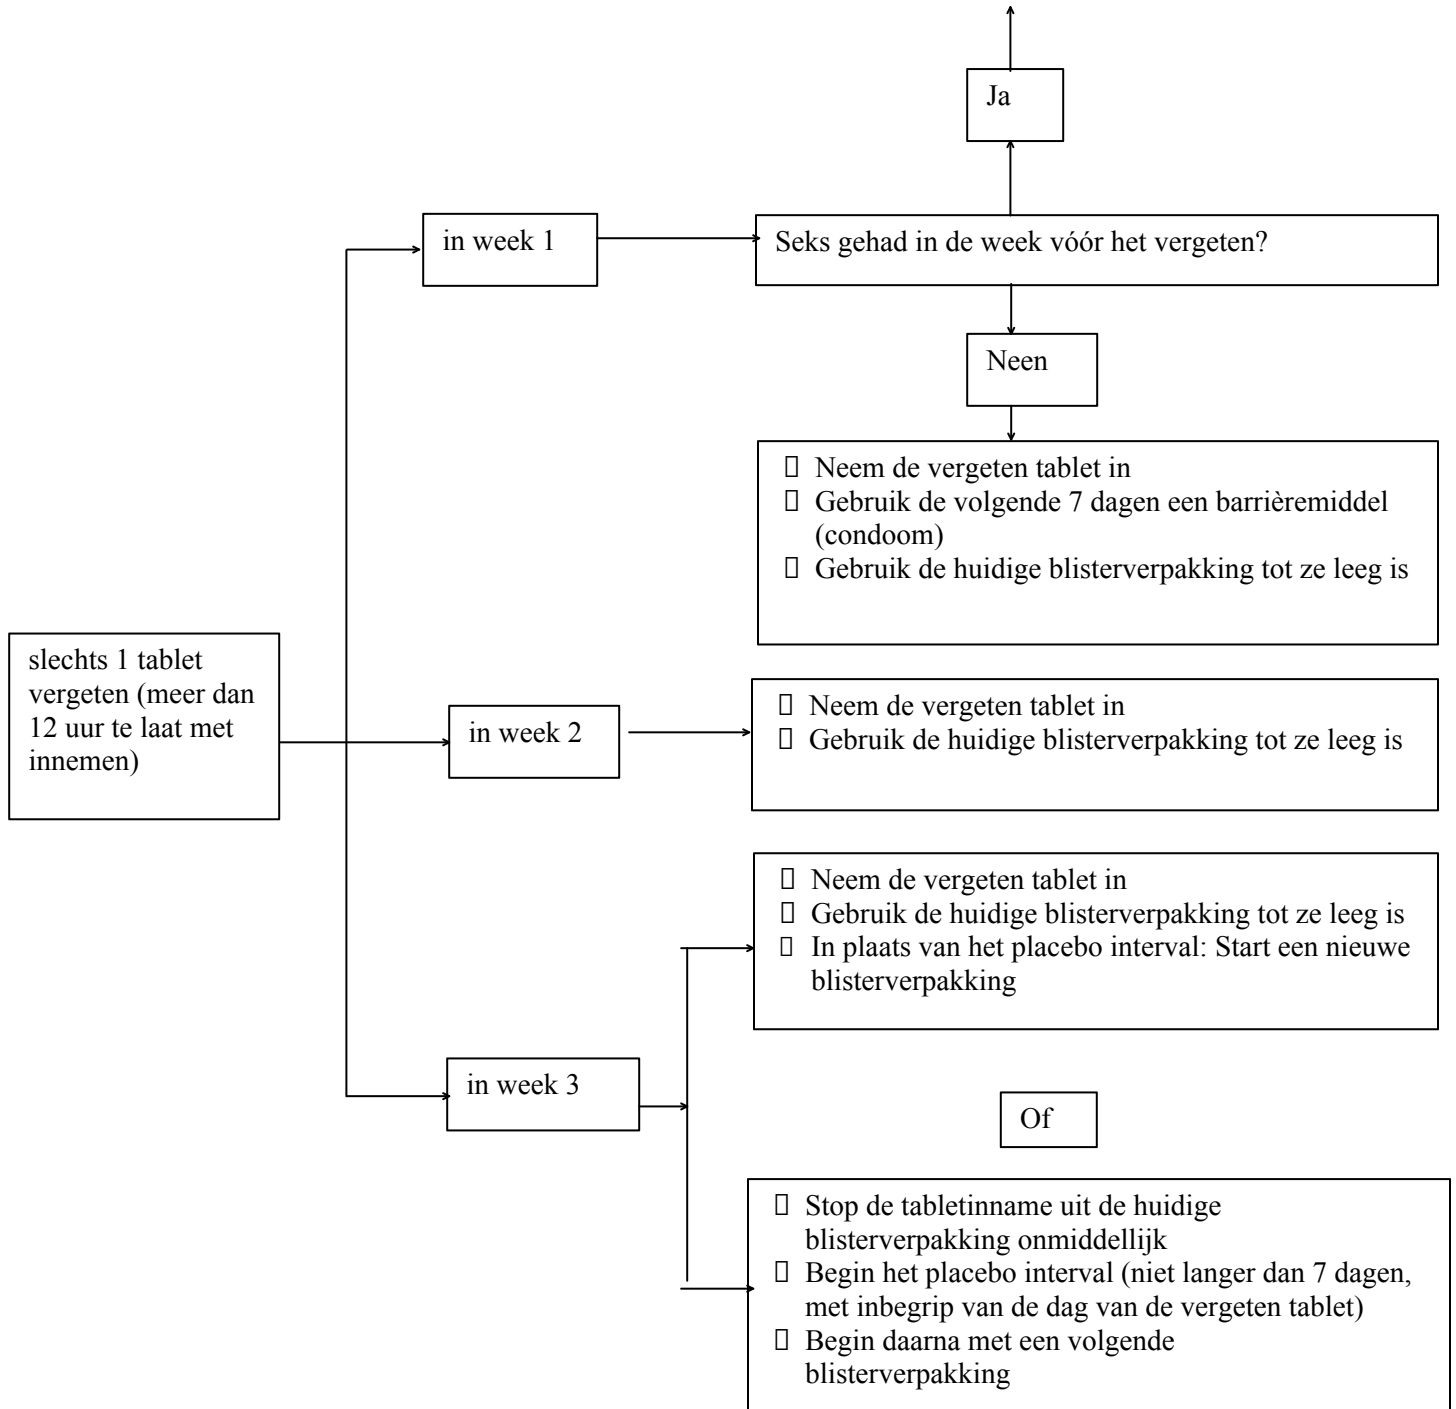 Ja
in week 1
Seks gehad in de week vóór het vergeten?
Neen
▯ Neem de vergeten tablet in
▯ Gebruik de volgende 7 dagen een barrièremiddel
(condoom)
▯ Gebruik de huidige blisterverpakking tot ze leeg is
slechts 1 tablet
vergeten (meer dan
12 uur te laat met
innemen)
in week 2
▯ Neem de vergeten tablet in
▯ Gebruik de huidige blisterverpakking tot ze leeg is
▯ Neem de vergeten tablet in
▯ Gebruik de huidige blisterverpakking tot ze leeg is
▯ In plaats van het placebo interval: Start een nieuwe
blisterverpakking
in week 3
Of
▯ Stop de tabletinname uit de huidige
blisterverpakking onmiddellijk
▯ Begin het placebo interval (niet langer dan 7 dagen,
met inbegrip van de dag van de vergeten tablet)
▯ Begin daarna met een volgende
blisterverpakking